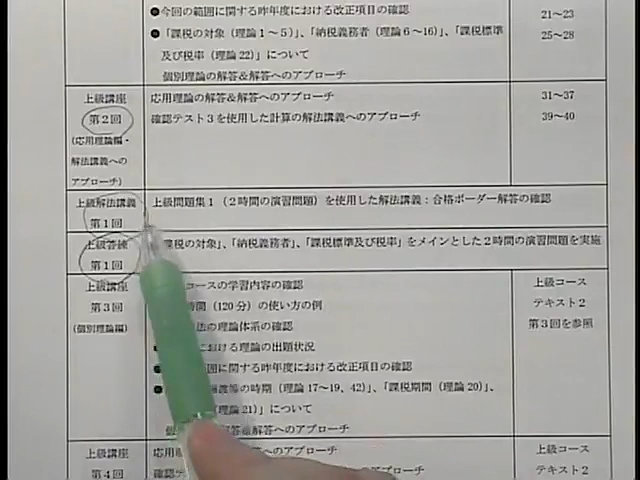 ●今回の範囲に関する昨年度における改正項目の確認
21～23
●「課税の対象(理論1～5)」、「納税義務者(理論6～16)」、「課税標準
25～28
及び税率(理論22)」について
個別理論の解答&解答へのアプローチ
上級講座
応用理論の解答&解答へのアプローチ
31～37
第2回
確認テスト3を使用した計算の解法講義へのアプローチ
39～40
(応用理論編・
解法講義への
アプローチ)
上級解法講義
上級問題集1(2時間の演習問題)を使用した解法講義:合格ボーダー解答の確認
第1回
上級答練
課税の対象」、「納税義務者」、「課税標準及び税率」をメインとした2時間の演習問題を実施
第1回
上級講座
コースの学習内容の確認
上級コース
第3回
時間(120分)の使い方の例
テキスト2
(個別理論編)
法の理論体系の確認
第3回を参照
における理論の出題状況
囲に関する昨年度における改正項目の確認
渡等の時期(理論17～19、42)」、「課税期間(理論20)」、
理論21)」について
個
解答&解答へのアプローチ
上級講座
応用
へのアプローチ
上級コース
第4回
確認テ
講義へのアプローチ
テキスト2